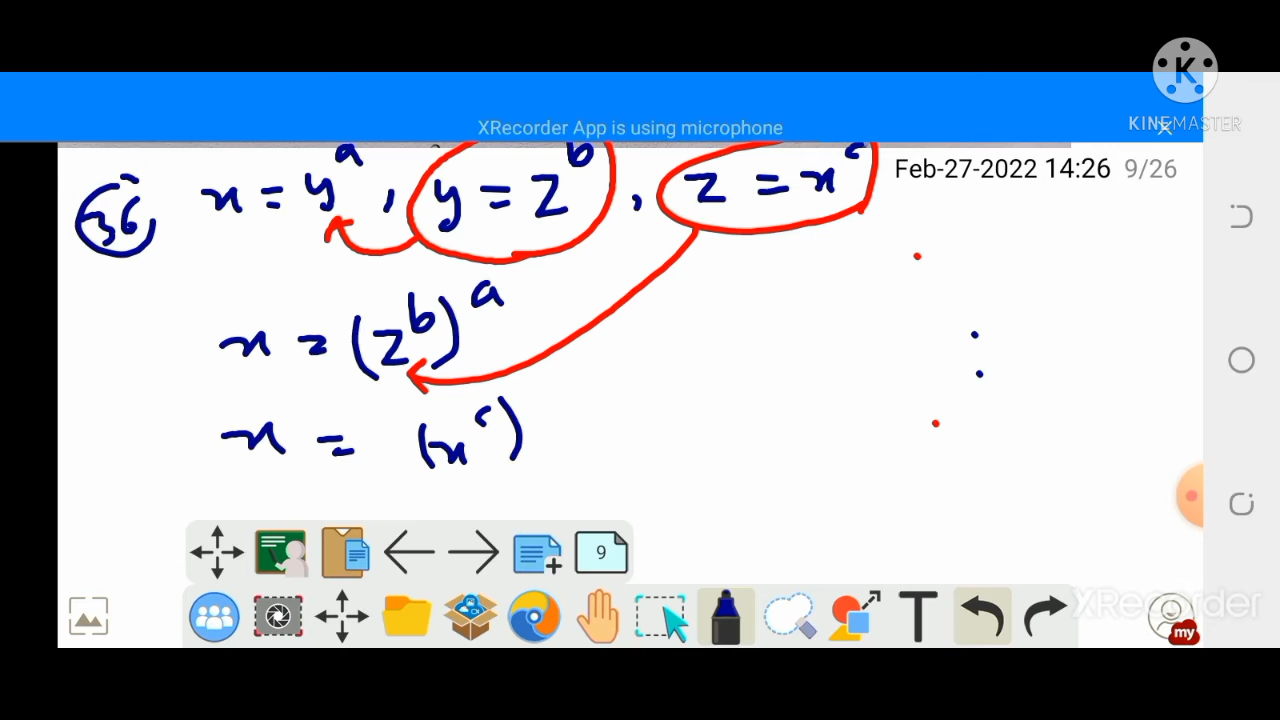 K
KINEMASTER
XRecorder App is using microphone
Feb-27-2022 14:26 9/26
36 x = y^a, y = z^b, z = x^c
x = (z^b)^a
x = (x^c)
9
T
XRecorder
my